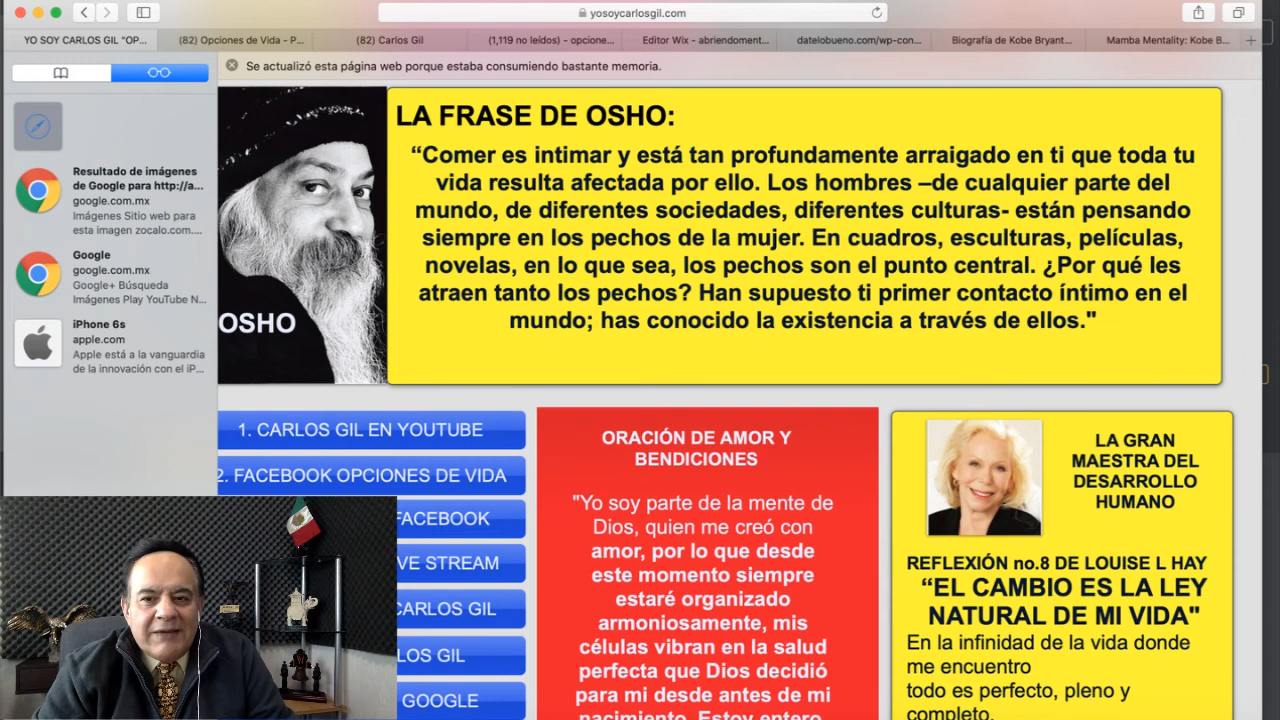 yosoycarlosgil.com
YO SOY CARLOS GIL "OP...
(82) Opciones de Vida - P...
(82) Carlos Gil
(1,119 no leídos) - opcione...
Editor Wix - abriendoment...
datelobueno.com/wp-con...
Biografía de Kobe Bryant...
Mamba Mentality: Kobe B...
Se actualizó esta página web porque estaba consumiendo bastante memoria.
Resultado de imágenes
de Google para http://a...
google.com.mx
Imágenes Sitio web para
esta imagen zocalo.com....
Google
google.com.mx
Google+ Búsqueda
Imágenes Play YouTube N...
iPhone 6s
apple.com
Apple está a la vanguardia
de la innovación con el iP...
OSHO
LA FRASE DE OSHO:
“Comer es intimar y está tan profundamente arraigado en ti que toda tu
vida resulta afectada por ello. Los hombres –de cualquier parte del
mundo, de diferentes sociedades, diferentes culturas- están pensando
siempre en los pechos de la mujer. En cuadros, esculturas, películas,
novelas, en lo que sea, los pechos son el punto central. ¿Por qué les
atraen tanto los pechos? Han supuesto ti primer contacto íntimo en el
mundo; has conocido la existencia a través de ellos."
1. CARLOS GIL EN YOUTUBE
2. FACEBOOK OPCIONES DE VIDA
FACEBOOK
VE STREAM
CARLOS GIL
LOS GIL
GOOGLE
ORACIÓN DE AMOR Y
BENDICIONES
"Yo soy parte de la mente de
Dios, quien me creó con
amor, por lo que desde
este momento siempre
estaré organizado
armoniosamente, mis
células vibran en la salud
perfecta que Dios decidió
para mi desde antes de mi
nacimiento. Estoy entero
LA GRAN
MAESTRA DEL
DESARROLLO
HUMANO
REFLEXIÓN no.8 DE LOUISE L HAY
“EL CAMBIO ES LA LEY
NATURAL DE MI VIDA"
En la infinidad de la vida donde
me encuentro
todo es perfecto, pleno y
completo.